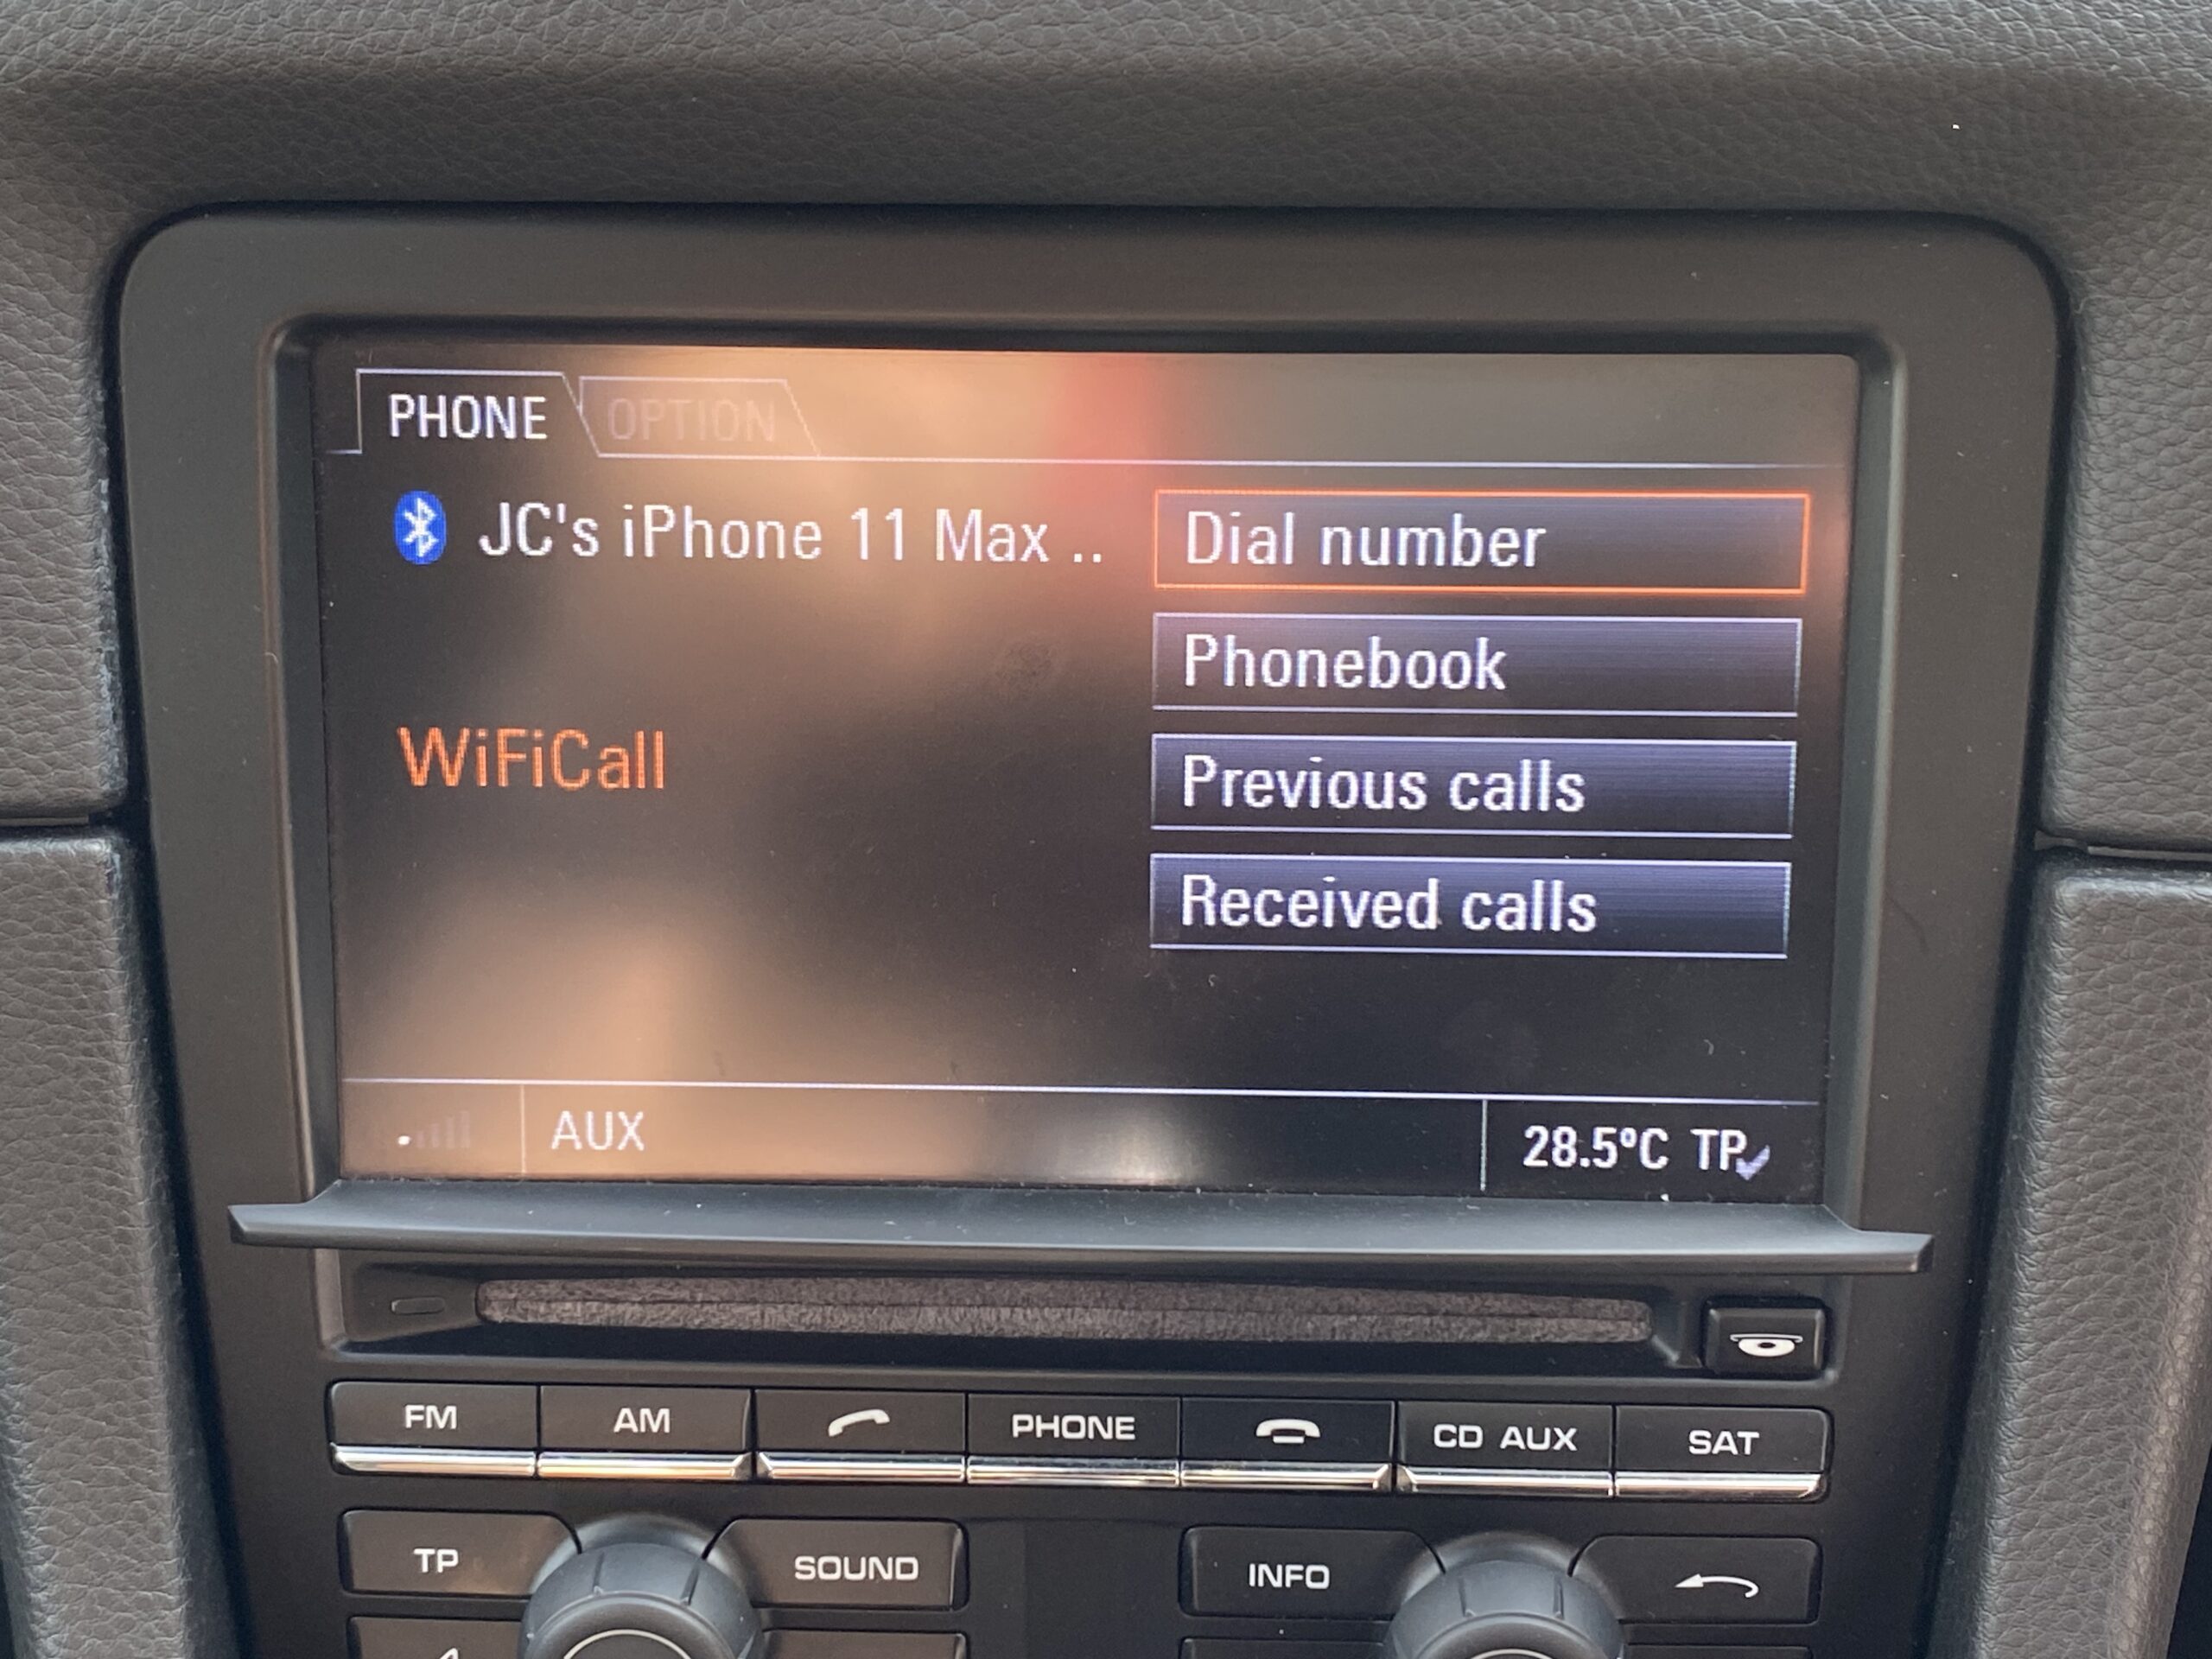 PHONE OPTION
JC's iPhone 11 Max .. Dial number
Phonebook
WiFiCall Previous calls
Received calls
AUX 28.5ºC TP
FM AM PHONE CD AUX SAT
TP SOUND INFO